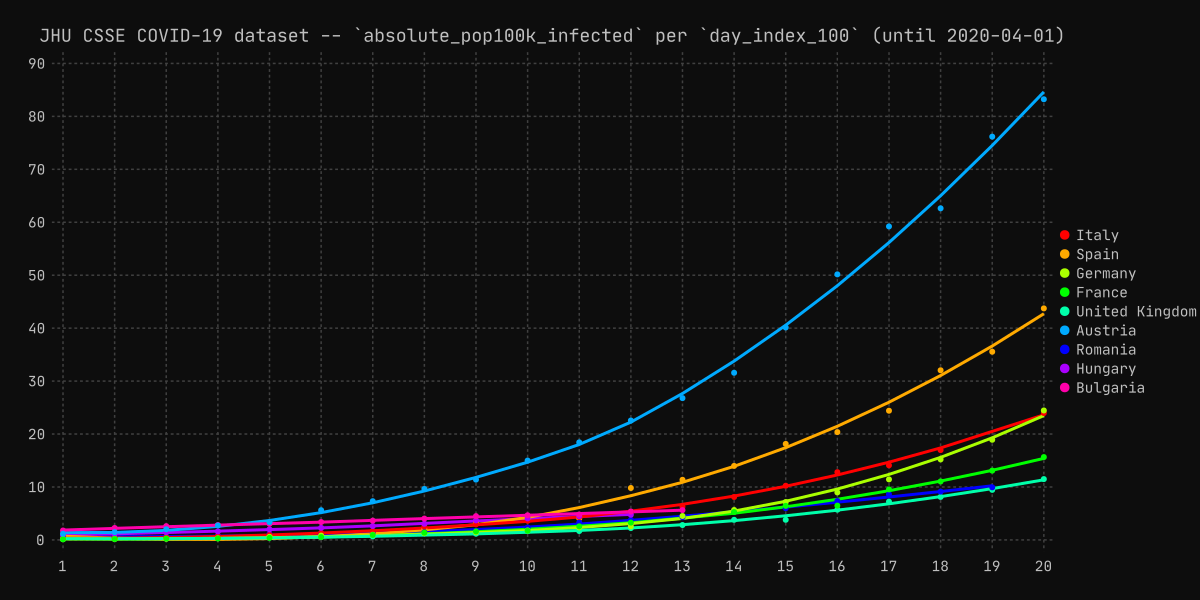 JHU CSSE COVID-19 dataset -- `absolute_pop100k_infected` per `day_index_100` (until 2020-04-01)
90
80
70
60
50
40
30
20
10
0
1 2 3 4 5 6 7 8 9 10 11 12 13 14 15 16 17 18 19 20
Italy
Spain
Germany
France
United Kingdom
Austria
Romania
Hungary
Bulgaria